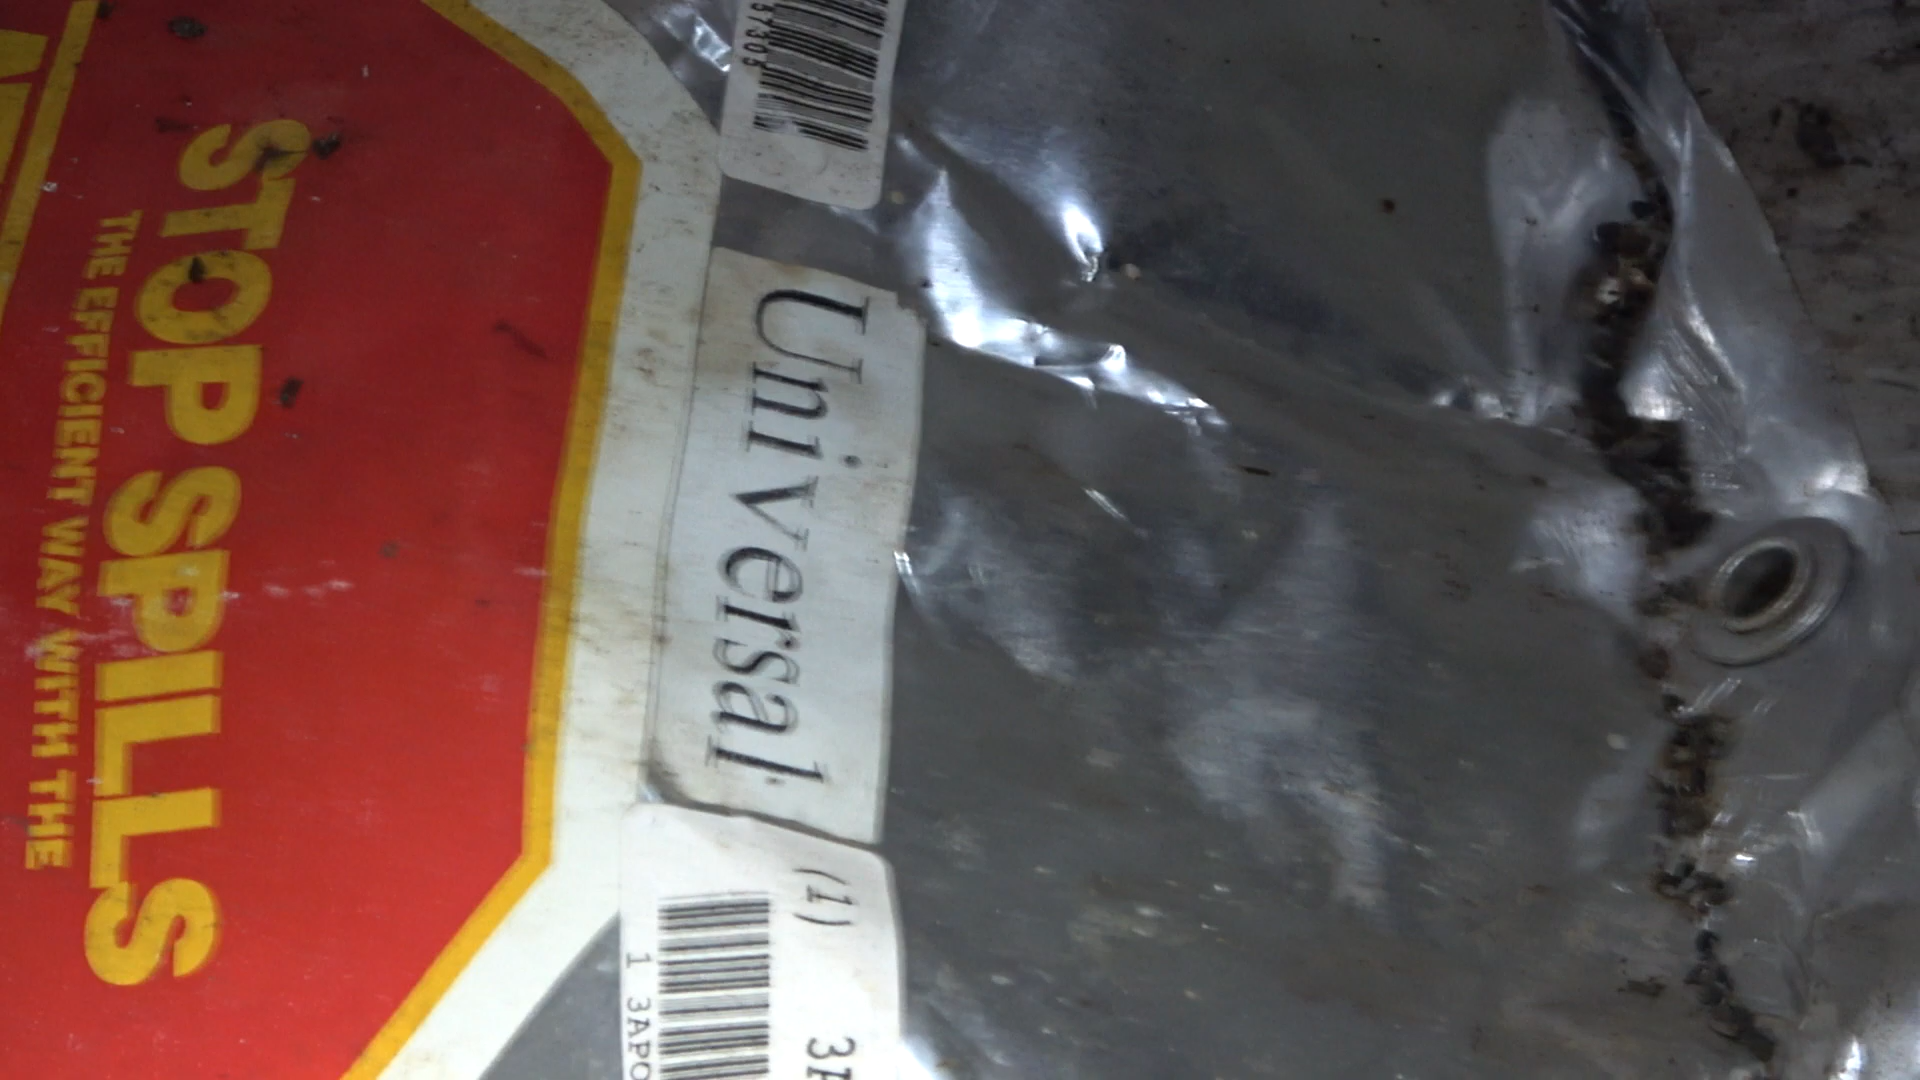 STOP SPILLS
THE EFFICIENT WAY WITH THE
Universal
(1)
1 3APO